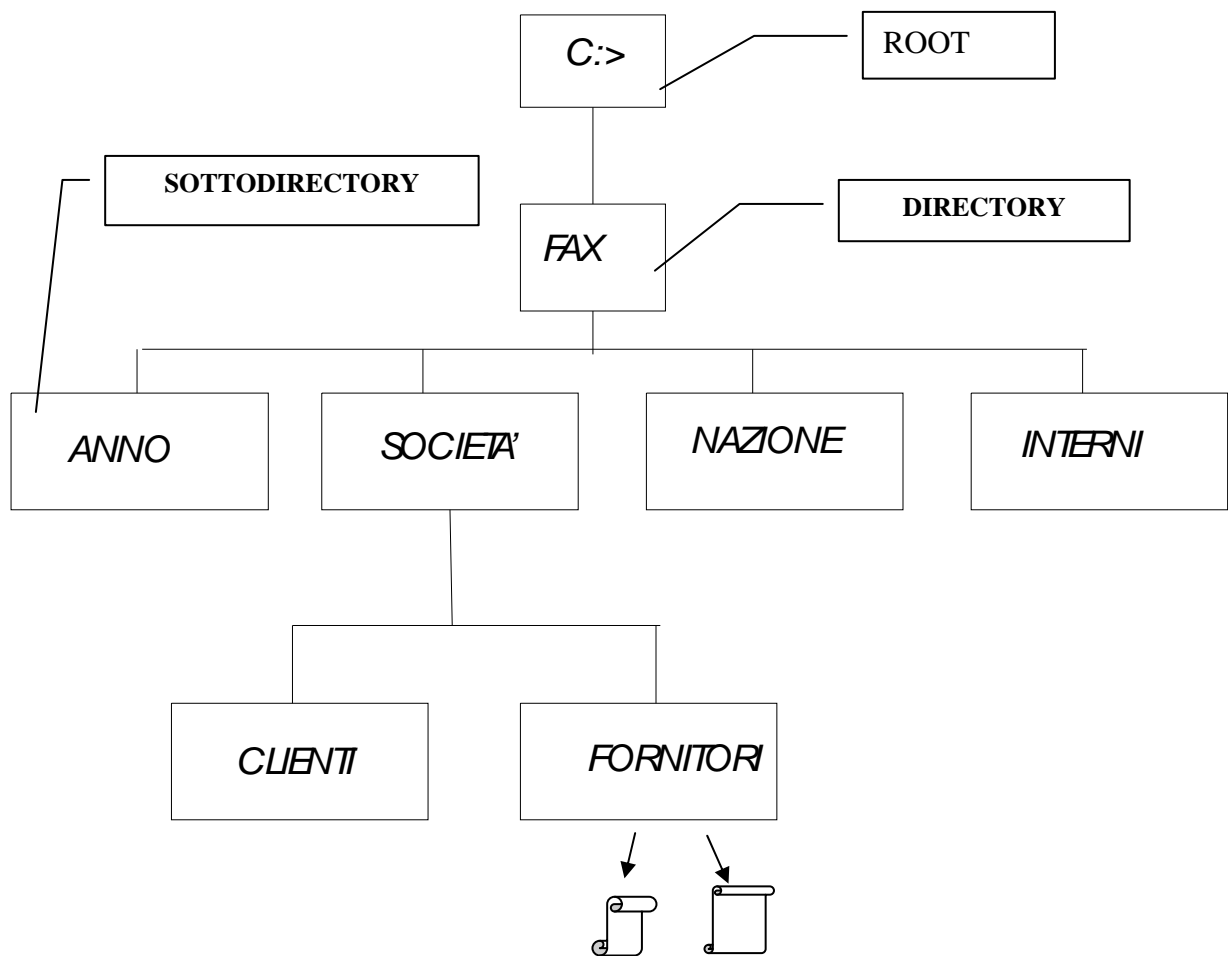 C:>
ROOT
SOTTODIRECTORY
DIRECTORY
FAX
ANNO
SOCIETA'
NAZIONE
INTERNI
CLIENTI
FORNITORI